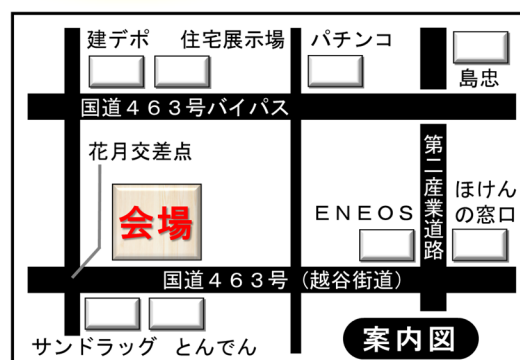 建デポ
住宅展示場
パチンコ
島忠
国道４６３号バイパス
花月交差点
第二産業道路
ほけん
の窓口
ＥＮＥＯＳ
会場
国道４６３号（越谷街道）
サンドラッグ
とんでん
案内図